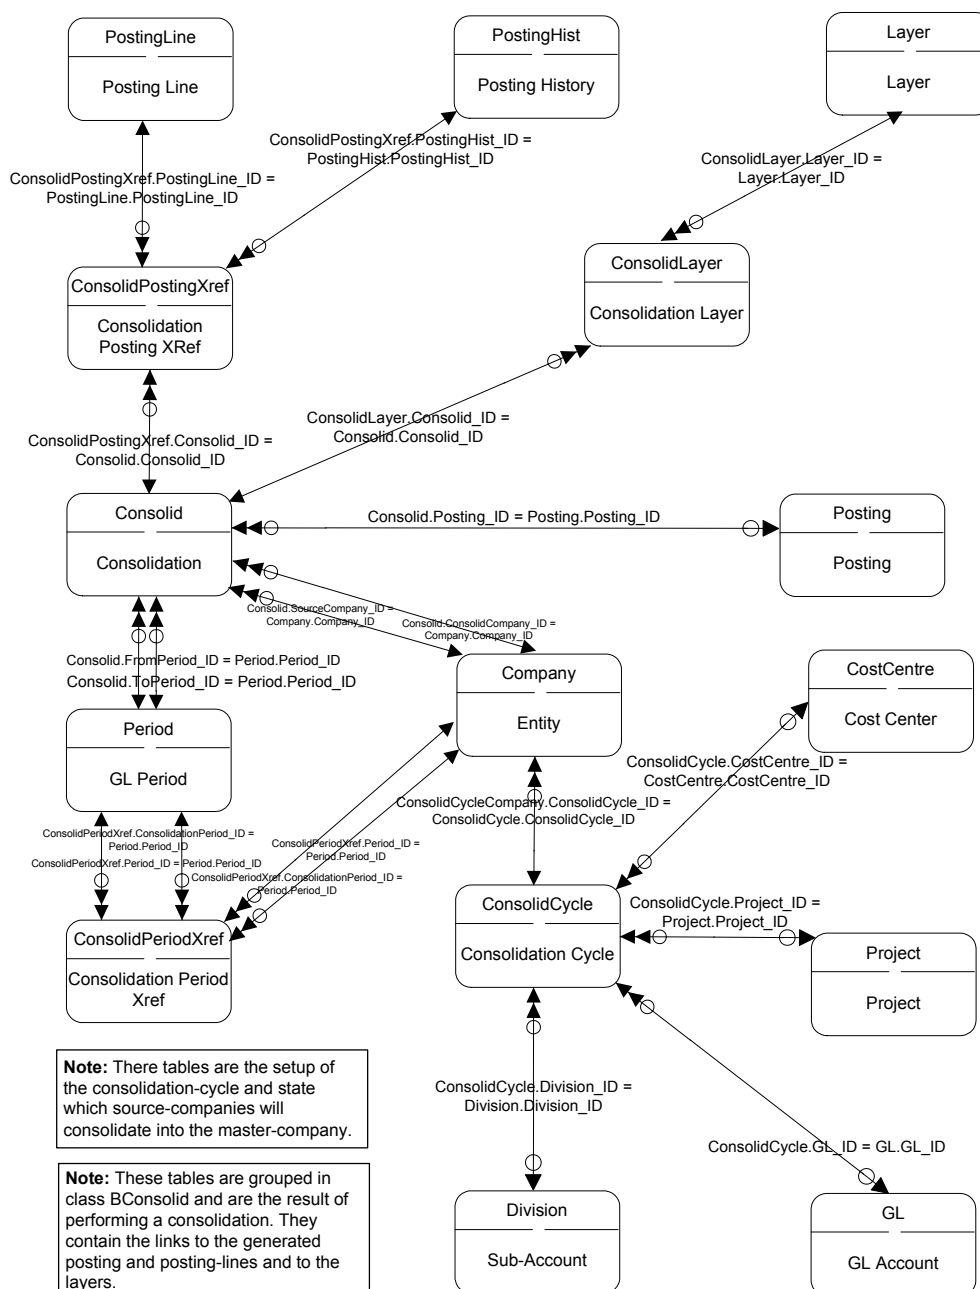 PostingLine
Posting Line
PostingHist
Posting History
Layer
Layer
ConsolidPostingXref.PostingHist_ID =
PostingHist.PostingHist_ID
ConsolidLayer.Layer_ID =
Layer.Layer_ID
ConsolidPostingXref.PostingLine_ID =
PostingLine.PostingLine_ID
ConsolidPostingXref
Consolidation
Posting XRef
ConsolidLayer
Consolidation Layer
ConsolidLayer.Consolid_ID =
Consolid.Consolid_ID
ConsolidPostingXref.Consolid_ID =
Consolid.Consolid_ID
Consolid
Consolidation
Consolid.Posting_ID = Posting.Posting_ID
Posting
Posting
Consolid.SourceCompany_ID =
Company.Company_ID
Consolid.ConsolidCompany_ID =
Company.Company_ID
Consolid.FromPeriod_ID = Period.Period_ID
Consolid.ToPeriod_ID = Period.Period_ID
Company
Entity
CostCentre
Cost Center
Period
GL Period
ConsolidCycle.CostCentre_ID =
CostCentre.CostCentre_ID
ConsolidCycleCompany.ConsolidCycle_ID =
ConsolidCycle.ConsolidCycle_ID
ConsolidPeriodXref.ConsolidationPeriod_ID =
Period.Period_ID
ConsolidPeriodXref.Period_ID = Period.Period_ID
ConsolidPeriodXref.Period_ID =
Period.Period_ID
ConsolidPeriodXref.ConsolidationPeriod_ID =
Period.Period_ID
ConsolidPeriodXref
Consolidation Period
Xref
ConsolidCycle
Consolidation Cycle
ConsolidCycle.Project_ID =
Project.Project_ID
Project
Project
Note: There tables are the setup of
the consolidation-cycle and state
which source-companies will
consolidate into the master-company.
ConsolidCycle.Division_ID =
Division.Division_ID
ConsolidCycle.GL_ID = GL.GL_ID
Note: These tables are grouped in
class BConsolid and are the result of
performing a consolidation. They
contain the links to the generated
posting and posting-lines and to the
layers.
Division
Sub-Account
GL
GL Account